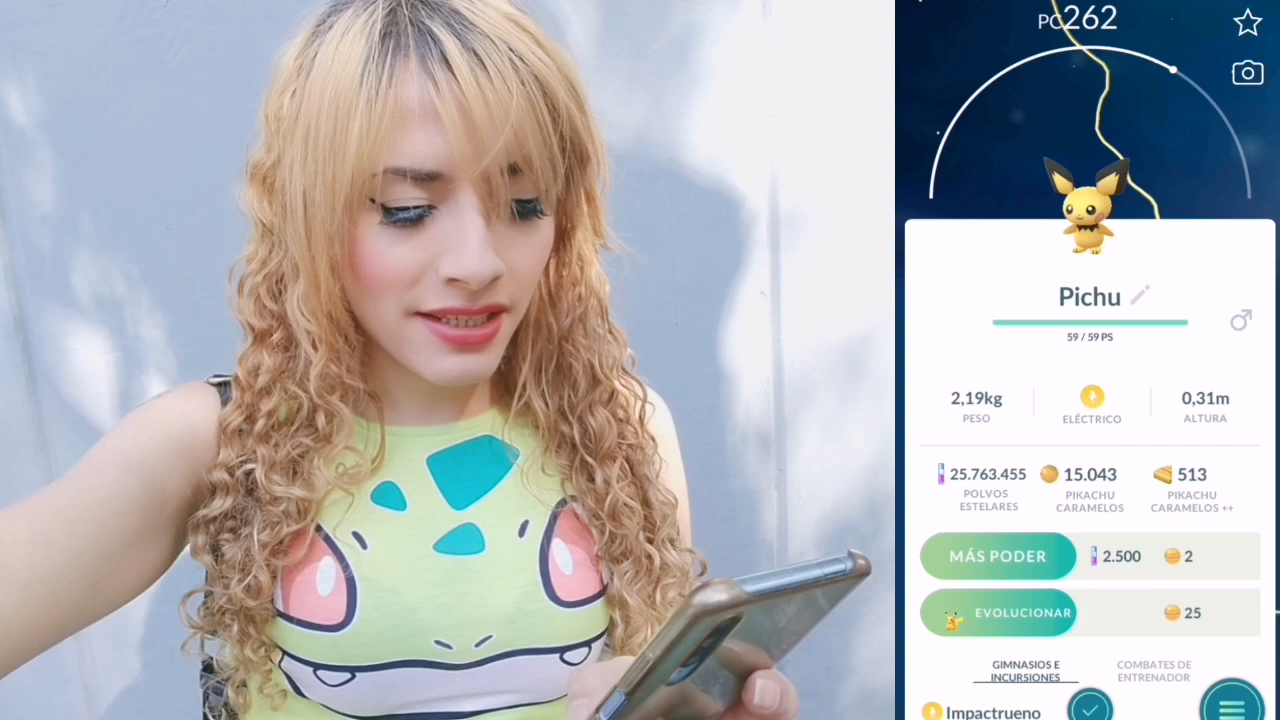 PC262
Pichu
59 / 59 PS
2,19kg
PESO
ELÉCTRICO
0,31m
ALTURA
25.763.455
POLVOS
ESTELARES
15.043
PIKACHU
CARAMELOS
513
PIKACHU
CARAMELOS ++
MÁS PODER
2.500
2
EVOLUCIONAR
25
GIMNASIOS E
INCURSIONES
COMBATES DE
ENTRENADOR
Impactrueno